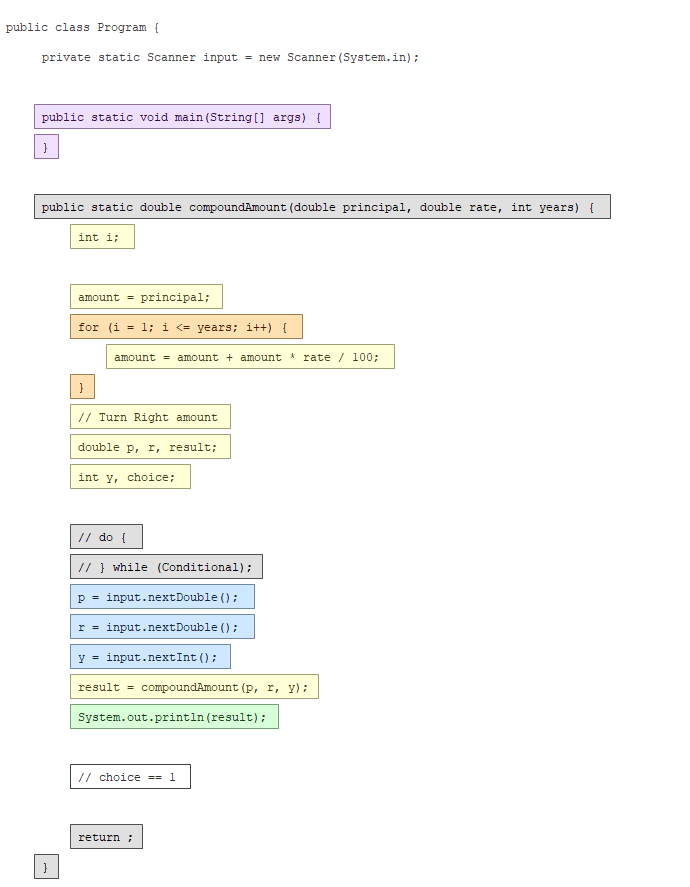 public class Program {
private static Scanner input = new Scanner(System.in);
public static void main(String[] args) {
}
public static double compoundAmount(double principal, double rate, int years) {
int i;
amount = principal;
for (i = 1; i <= years; i++) {
amount = amount + amount * rate / 100;
}
// Turn Right amount
double p, r, result;
int y, choice;
// do {
// } while (Conditional);
p = input.nextDouble();
r = input.nextDouble();
y = input.nextInt();
result = compoundAmount(p, r, y);
System.out.println(result);
// choice == 1
return ;
}